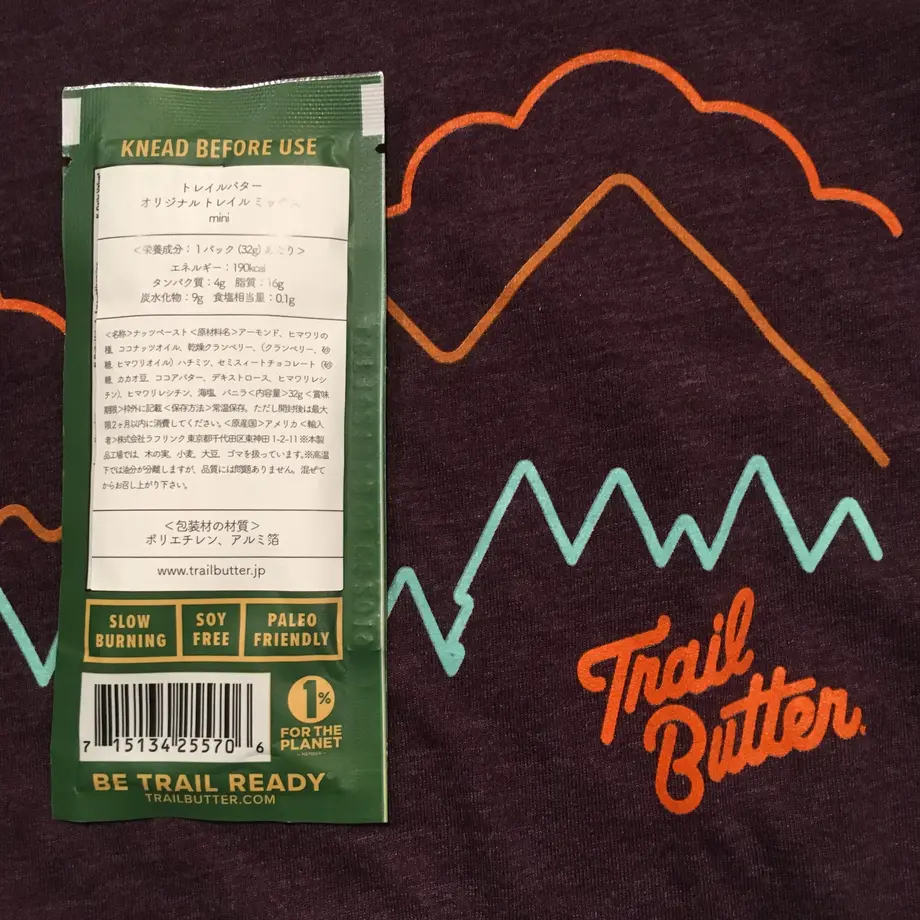 KNEAD BEFORE USE
トレイルバター
オリジナルトレイル ミックス
mini
<栄養成分：1パック (32g) あたり>
エネルギー：190kcal
タンパク質：4g 脂質：16g
炭水化物：9g 食塩相当量：0.1g
<名称>ナッツペースト<原材料名>アーモンド、ヒマワリの
種、ココナッツオイル、乾燥クランベリー、(クランベリー、砂
糖、ヒマワリオイル) ハチミツ、セミスィートチョコレート (砂
糖、カカオ豆、ココアバター、デキストロース、ヒマワリレシ
チン)、ヒマワリレシチン、海塩、バニラ<内容量>32g<賞味
期限>枠外に記載<保存方法>常温保存。ただし開封後は最大
限2ヶ月以内に消費してください。<原産国>アメリカ<輸入
者>株式会社ラフリンク 東京都千代田区東神田1-2-11※本製
品工場では、木の実、小麦、大豆、ゴマを扱っています。※高温
下では油分が分離しますが、品質には問題ありません。混ぜて
からお召し上がり下さい。
<包装材の材質>
ポリエチレン、アルミ箔
www.trailbutter.jp
SLOW BURNING
SOY FREE
PALEO FRIENDLY
7 15134 25570 6
1%
FOR THE
PLANET
MEMBER
BE TRAIL READY
TRAILBUTTER.COM
Trail
Butter